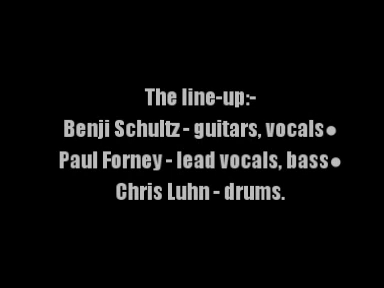 The line-up:-
Benji Schultz - guitars, vocals●
Paul Forney - lead vocals, bass●
Chris Luhn - drums.